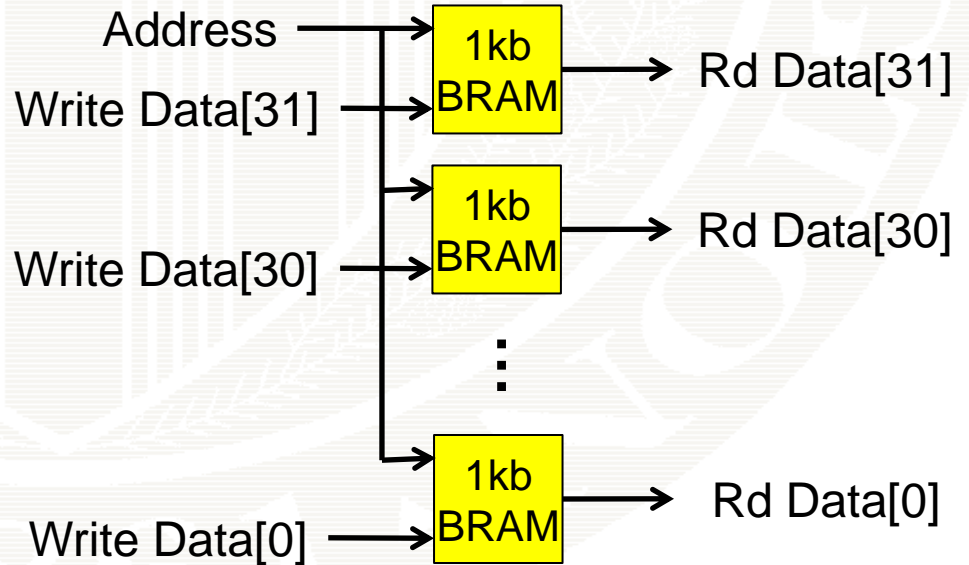 Address
1kb
BRAM
Rd Data[31]
Write Data[31]
1kb
BRAM
Rd Data[30]
Write Data[30]
1kb
BRAM
Rd Data[0]
Write Data[0]